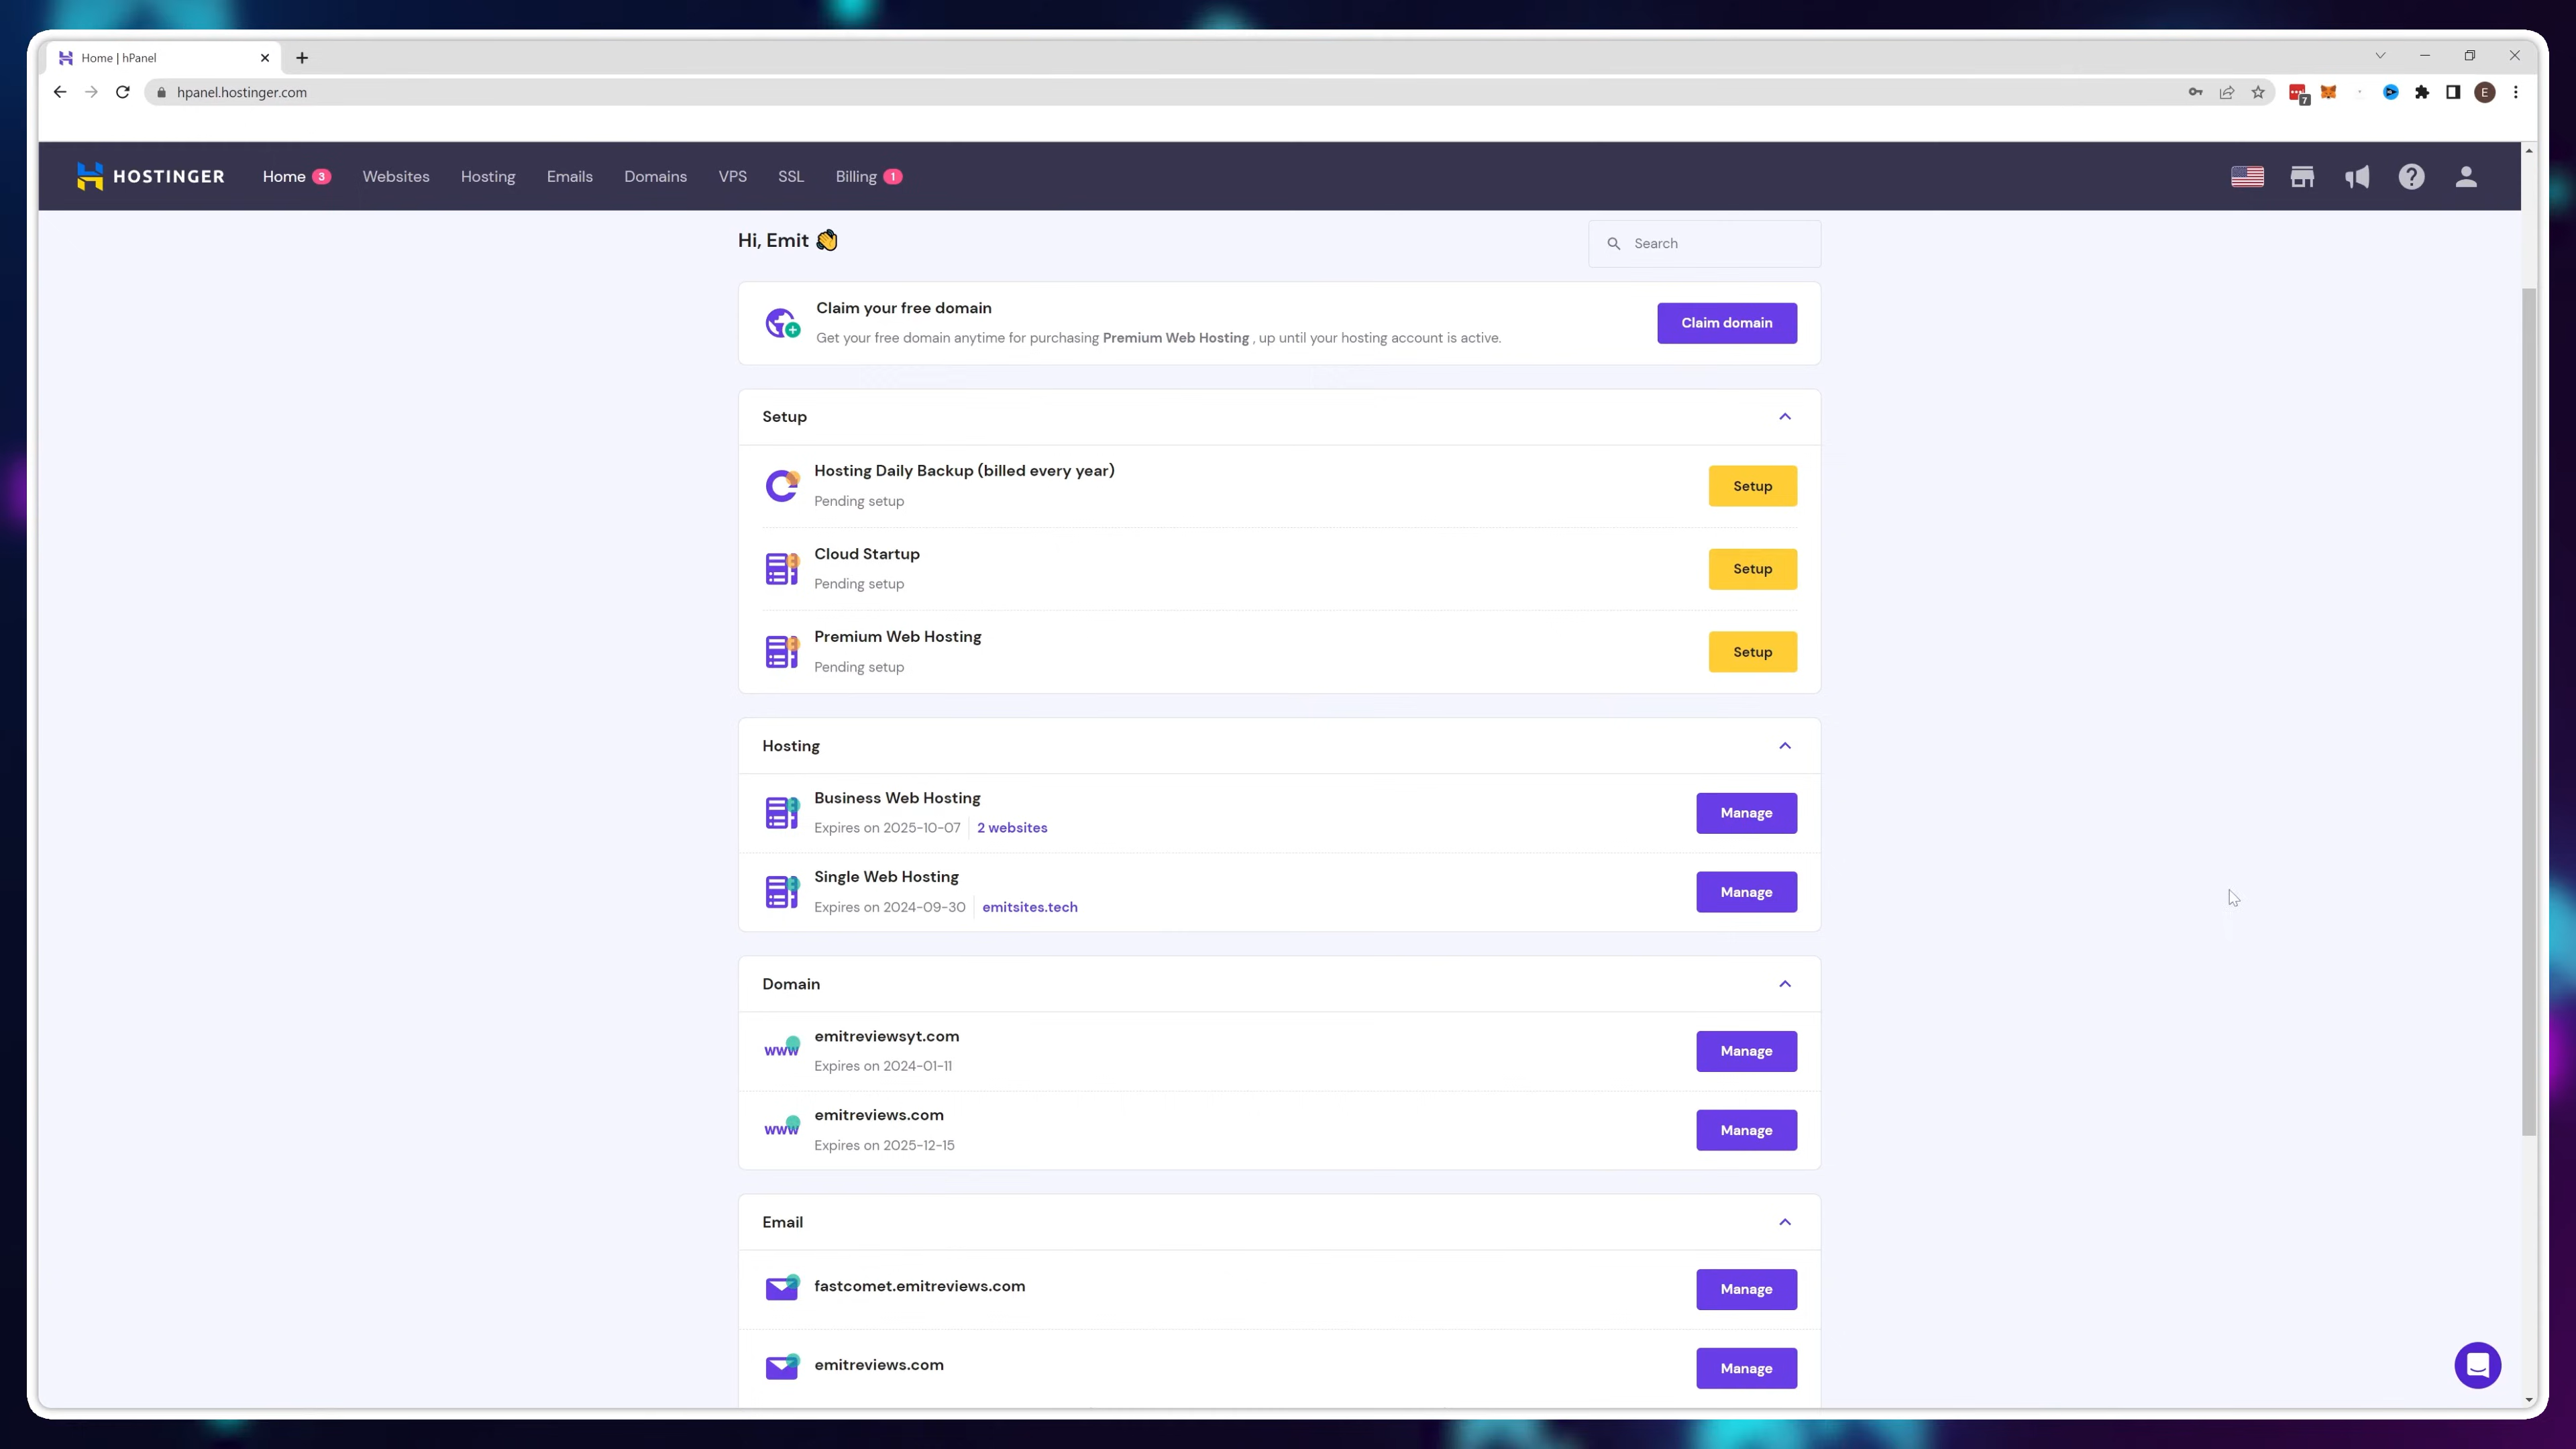 Home | hPanel
hpanel.hostinger.com
7
E
HOSTINGER
Home 3
Websites
Hosting
Emails
Domains
VPS
SSL
Billing 1
Hi, Emit 👋
Search
Claim your free domain
Get your free domain anytime for purchasing Premium Web Hosting , up until your hosting account is active.
Claim domain
Setup
Hosting Daily Backup (billed every year)
Pending setup
Setup
Cloud Startup
Pending setup
Setup
Premium Web Hosting
Pending setup
Setup
Hosting
Business Web Hosting
Expires on 2025-10-07 2 websites
Manage
Single Web Hosting
Expires on 2024-09-30 emitsites.tech
Manage
Domain
www
emitreviewsyt.com
Expires on 2024-01-11
Manage
www
emitreviews.com
Expires on 2025-12-15
Manage
Email
fastcomet.emitreviews.com
Manage
emitreviews.com
Manage